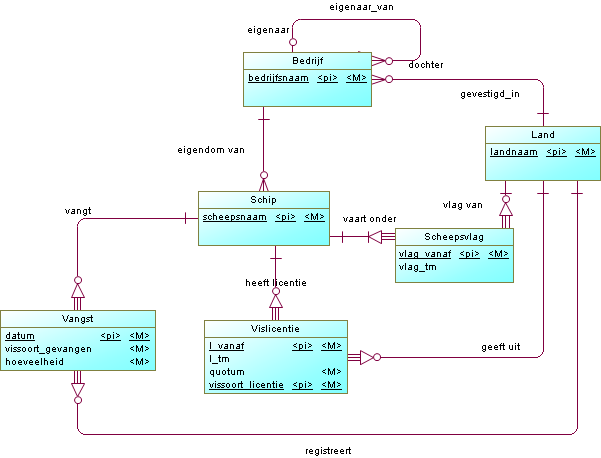 eigenaar_van
eigenaar
Bedrijf
bedrijfsnaam <pi> <M>
dochter
gevestigd_in
Land
landnaam <pi> <M>
eigendom van
Schip
scheepsnaam <pi> <M>
vangt
vaart onder
vlag van
Scheepsvlag
vlag_vanaf <pi> <M>
vlag_tm
heeft licentie
Vangst
datum <pi> <M>
vissoort_gevangen <M>
hoeveelheid <M>
Vislicentie
l_vanaf <pi> <M>
l_tm
quotum <M>
vissoort_licentie <pi> <M>
geeft uit
registreert